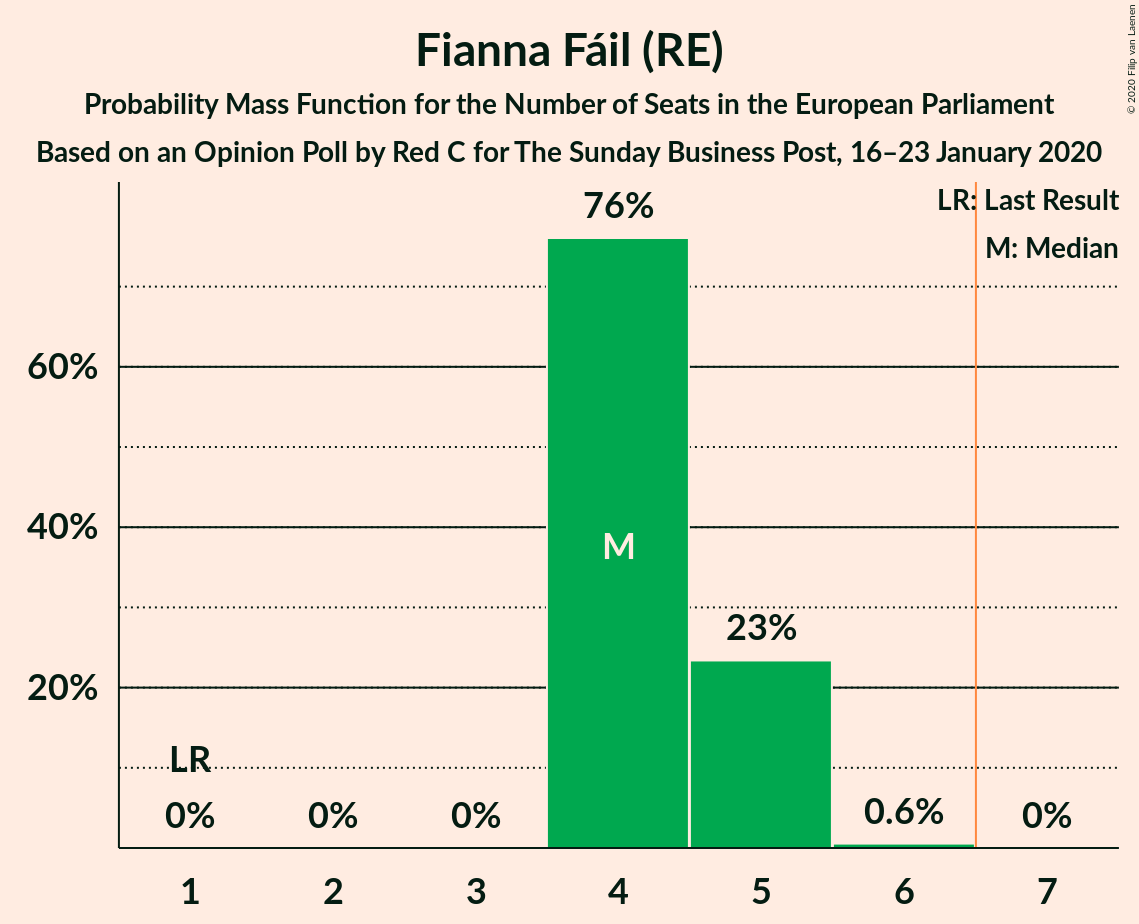 Fianna Fáil (RE)
Probability Mass Function for the Number of Seats in the European Parliament
Based on an Opinion Poll by Red C for The Sunday Business Post, 16–23 January 2020
© 2020 Filip van Laenen
LR: Last Result
M: Median
76%
60%
40%
M
23%
20%
LR
0%
0%
0%
0.6%
0%
1
2
3
4
5
6
7